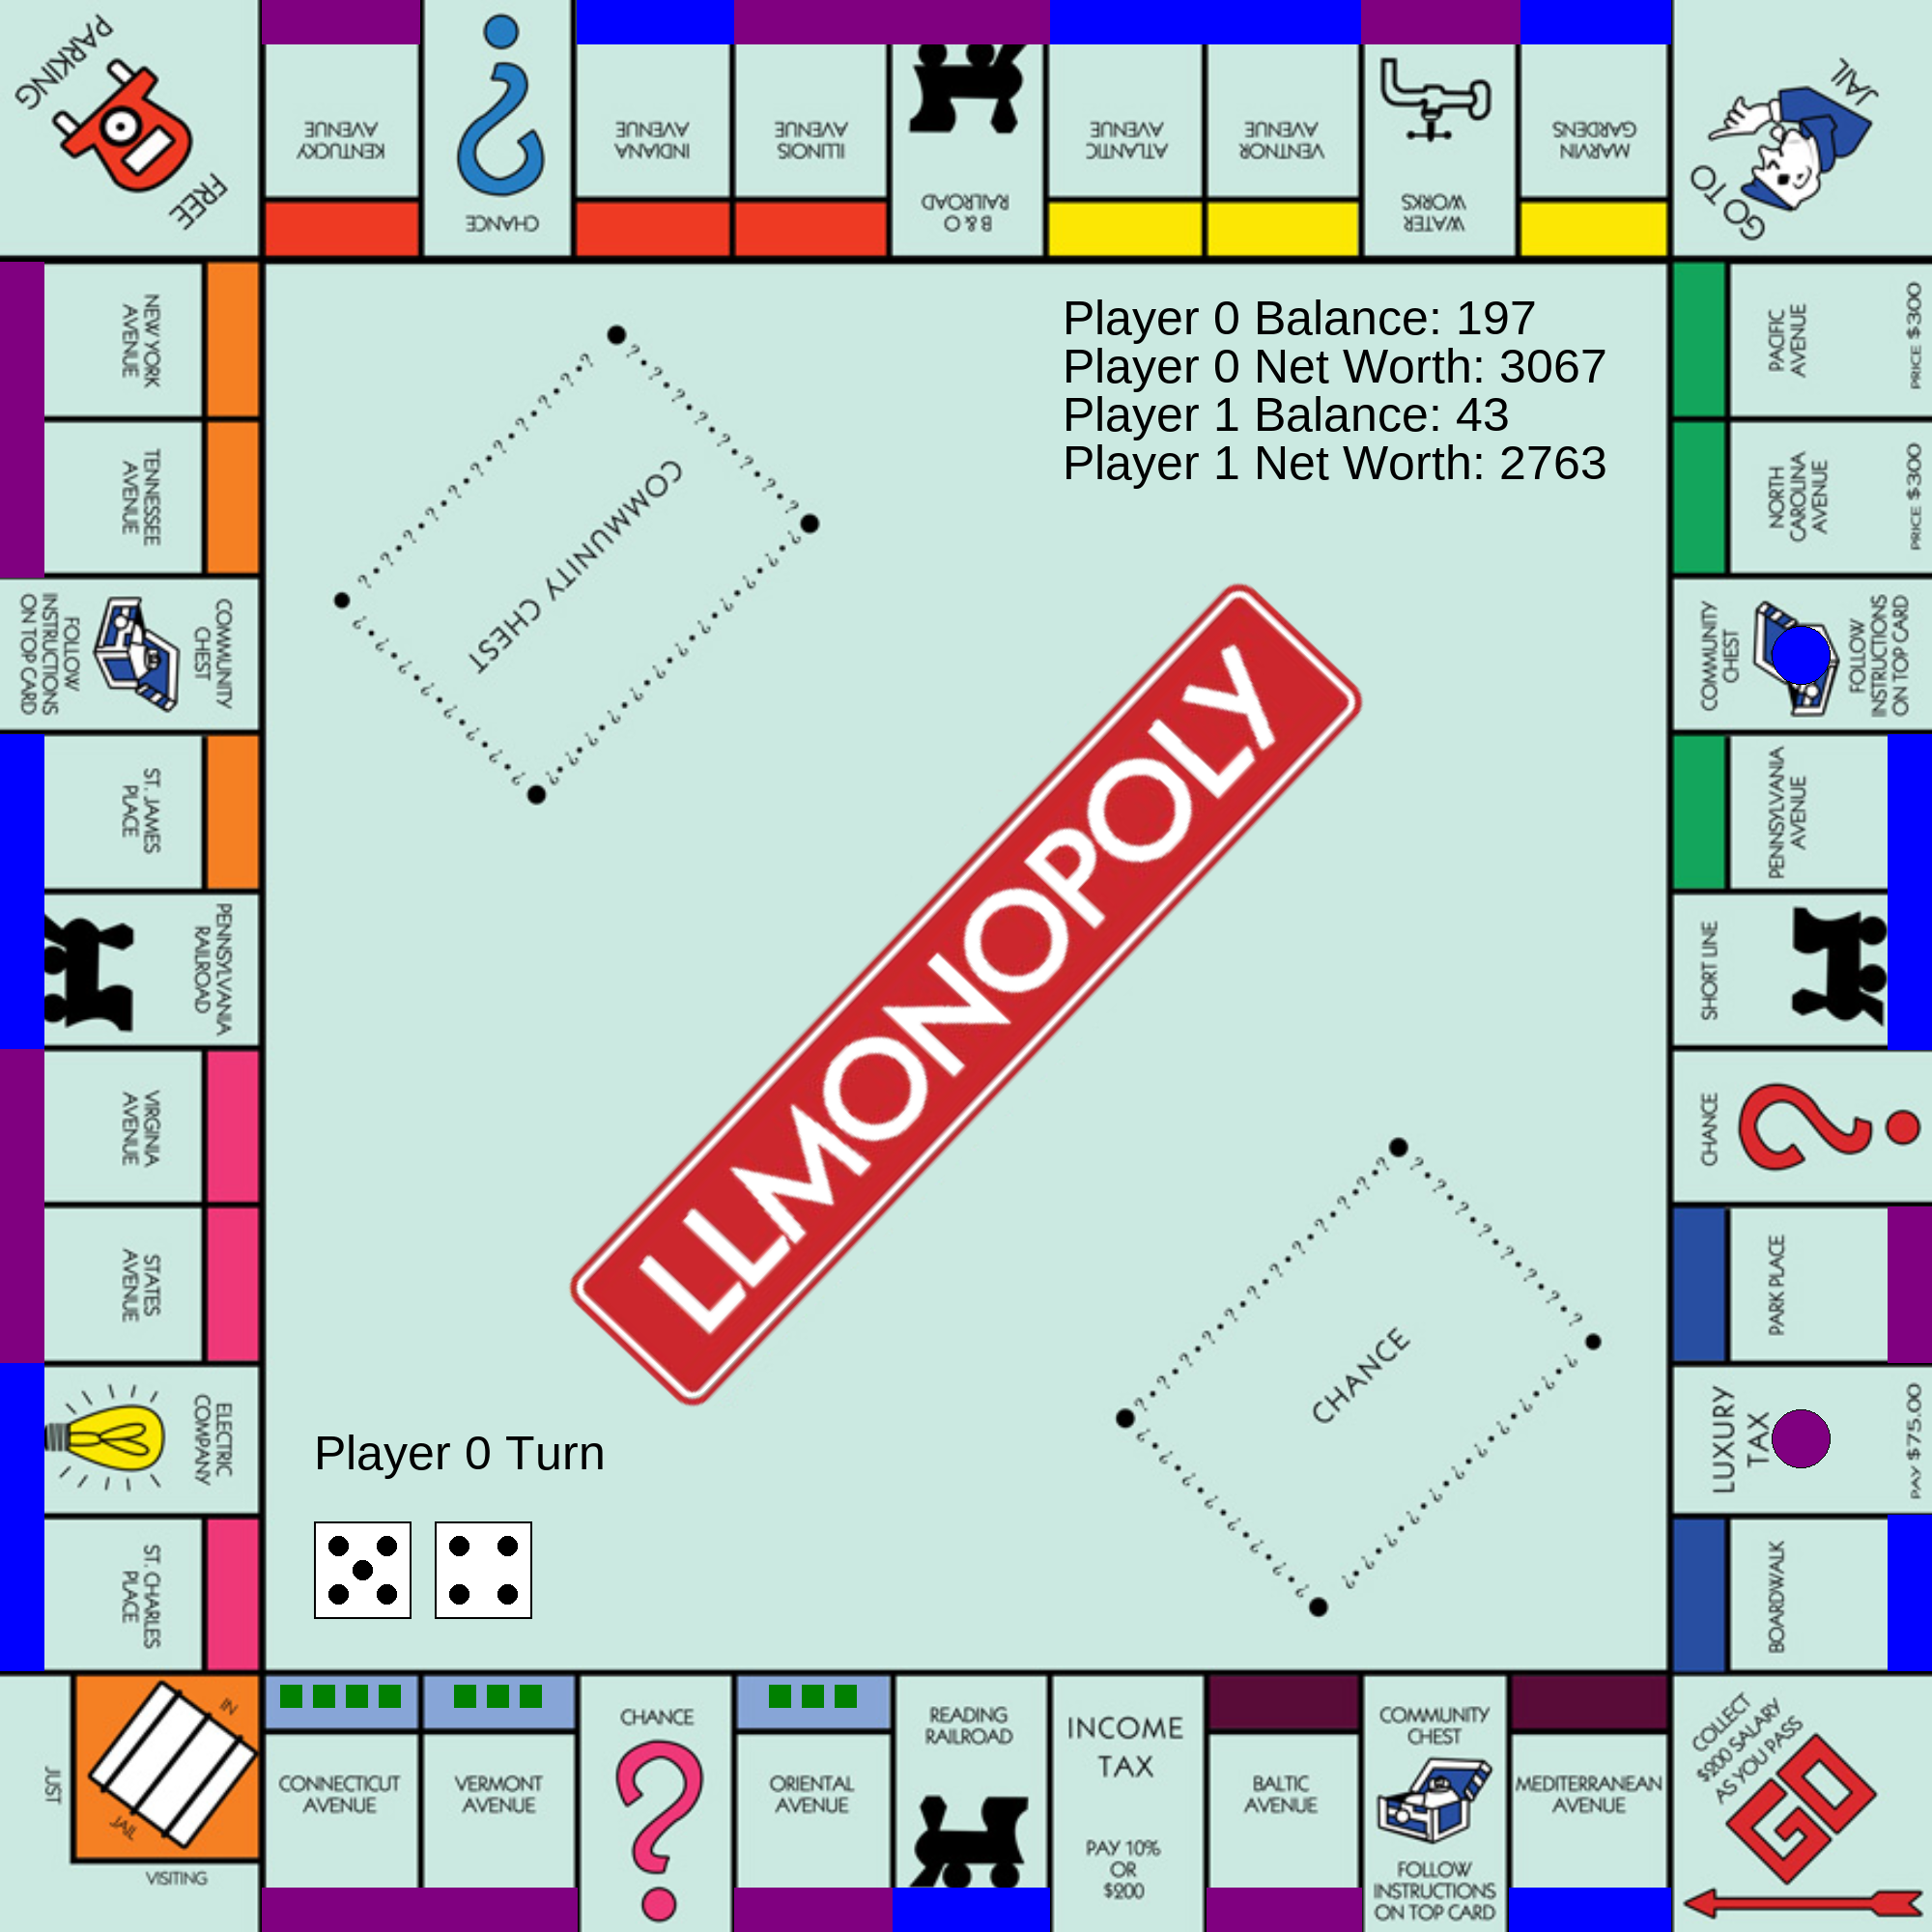 FREE
PARKING
KENTUCKY
AVENUE
CHANCE
INDIANA
AVENUE
ILLINOIS
AVENUE
B & O
RAILROAD
ATLANTIC
AVENUE
VENTNOR
AVENUE
WATER
WORKS
MARVIN
GARDENS
GO TO
JAIL
NEW YORK
AVENUE
TENNESSEE
AVENUE
COMMUNITY
CHEST
FOLLOW
INSTRUCTIONS
ON TOP CARD
ST. JAMES
PLACE
PENNSYLVANIA
RAILROAD
VIRGINIA
AVENUE
STATES
AVENUE
ELECTRIC
COMPANY
ST. CHARLES
PLACE
Player 0 Balance: 197
Player 0 Net Worth: 3067
Player 1 Balance: 43
Player 1 Net Worth: 2763
COMMUNITY CHEST
LLMONOPOLY
CHANCE
Player 0 Turn
PACIFIC
AVENUE
PRICE $300
NORTH
CAROLINA
AVENUE
PRICE $300
COMMUNITY
CHEST
FOLLOW
INSTRUCTIONS
ON TOP CARD
PENNSYLVANIA
AVENUE
SHORT LINE
CHANCE
PARK PLACE
LUXURY
TAX
PAY $75.00
BOARDWALK
JUST
VISITING
IN
JAIL
CONNECTICUT
AVENUE
VERMONT
AVENUE
CHANCE
ORIENTAL
AVENUE
READING
RAILROAD
INCOME
TAX
PAY 10%
OR
$200
BALTIC
AVENUE
COMMUNITY
CHEST
FOLLOW
INSTRUCTIONS
ON TOP CARD
MEDITERRANEAN
AVENUE
COLLECT
$200 SALARY
AS YOU PASS
GO